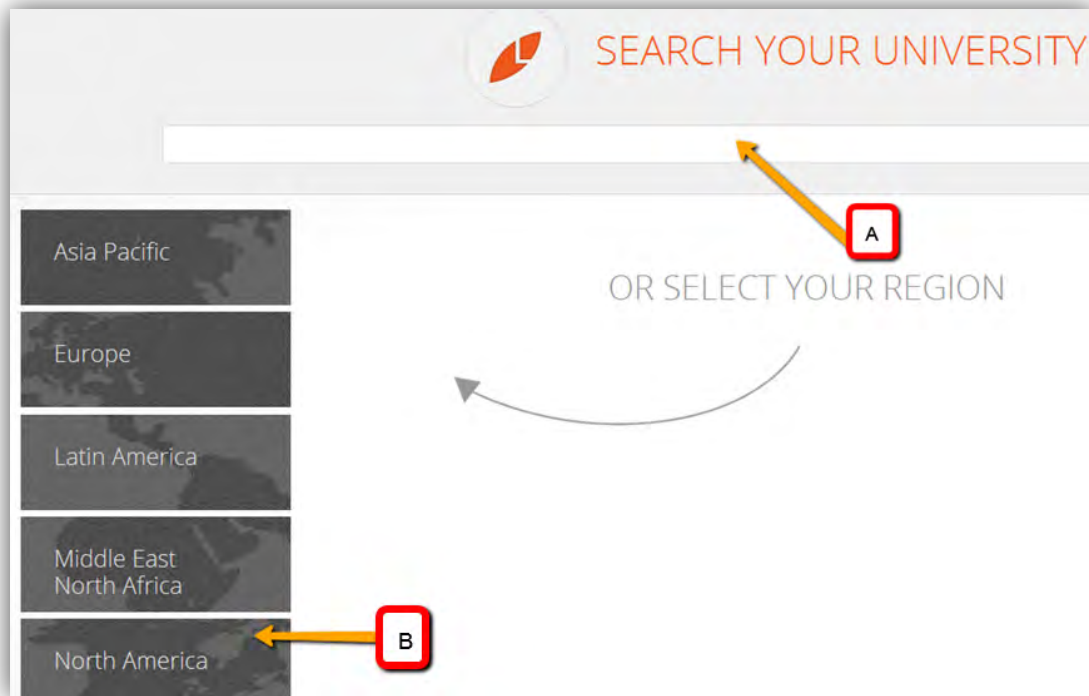 SEARCH YOUR UNIVERSITY
A
OR SELECT YOUR REGION
Asia Pacific
Europe
Latin America
Middle East
North Africa
B
North America